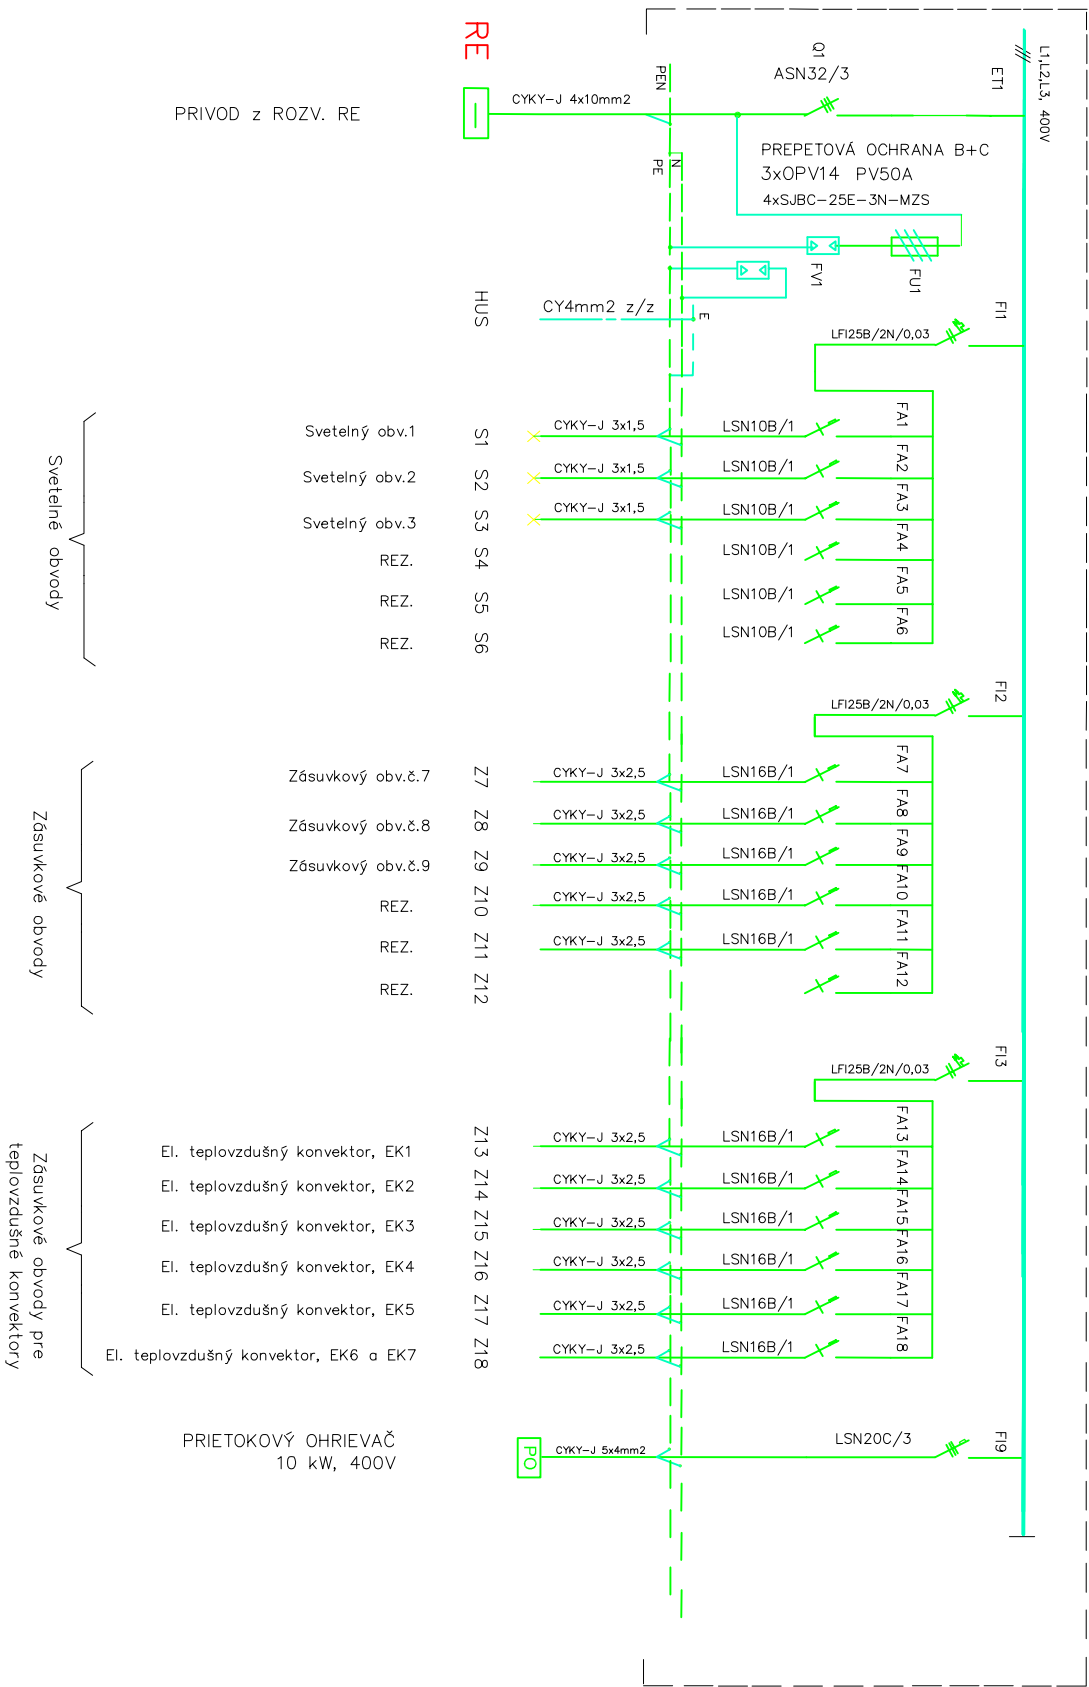 L1,L2,L3, 400V
ET1
Q1
ASN32/3
RE
PEN
CYKY-J 4x10mm2
PRIVOD z ROZV. RE
PREPETOVÁ OCHRANA B+C
3xOPV14 PV50A
4xSJBC-25E-3N-MZS
N
PE
FV1
FU1
HUS
CY4mm2 z/z
E
FI1
LFI25B/2N/0,03
Svetelné obvody
Svetelný obv.1
S1
CYKY-J 3x1,5
LSN10B/1
FA1
Svetelný obv.2
S2
CYKY-J 3x1,5
LSN10B/1
FA2
Svetelný obv.3
S3
CYKY-J 3x1,5
LSN10B/1
FA3
REZ.
S4
LSN10B/1
FA4
REZ.
S5
LSN10B/1
FA5
REZ.
S6
LSN10B/1
FA6
FI2
LFI25B/2N/0,03
Zásuvkové obvody
Zásuvkový obv.č.7
Z7
CYKY-J 3x2,5
LSN16B/1
FA7
Zásuvkový obv.č.8
Z8
CYKY-J 3x2,5
LSN16B/1
FA8
Zásuvkový obv.č.9
Z9
CYKY-J 3x2,5
LSN16B/1
FA9
REZ.
Z10
CYKY-J 3x2,5
LSN16B/1
FA10
REZ.
Z11
CYKY-J 3x2,5
LSN16B/1
FA11
REZ.
Z12
FA12
FI3
LFI25B/2N/0,03
Zásuvkové obvody pre
teplovzdušné konvektory
El. teplovzdušný konvektor, EK1
Z13
CYKY-J 3x2,5
LSN16B/1
FA13
El. teplovzdušný konvektor, EK2
Z14
CYKY-J 3x2,5
LSN16B/1
FA14
El. teplovzdušný konvektor, EK3
Z15
CYKY-J 3x2,5
LSN16B/1
FA15
El. teplovzdušný konvektor, EK4
Z16
CYKY-J 3x2,5
LSN16B/1
FA16
El. teplovzdušný konvektor, EK5
Z17
CYKY-J 3x2,5
LSN16B/1
FA17
El. teplovzdušný konvektor, EK6 a EK7
Z18
CYKY-J 3x2,5
LSN16B/1
FA18
PRIETOKOVÝ OHRIEVAČ
10 kW, 400V
PO
CYKY-J 5x4mm2
LSN20C/3
FI9